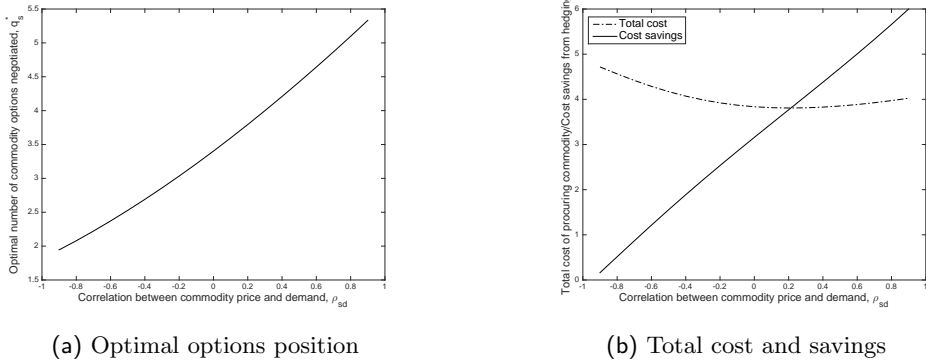 Optimal number of commodity options negotiated, q*s
5.5
5
4.5
4
3.5
3
2.5
2
1.5
-1 -0.8 -0.6 -0.4 -0.2 0 0.2 0.4 0.6 0.8 1
Correlation between commodity price and demand, ρsd
(a) Optimal options position
Total cost of procuring commodity/Cost savings from hedging
6
5
4
3
2
1
0
Total cost
Cost savings
-1 -0.8 -0.6 -0.4 -0.2 0 0.2 0.4 0.6 0.8 1
Correlation between commodity price and demand, ρsd
(b) Total cost and savings